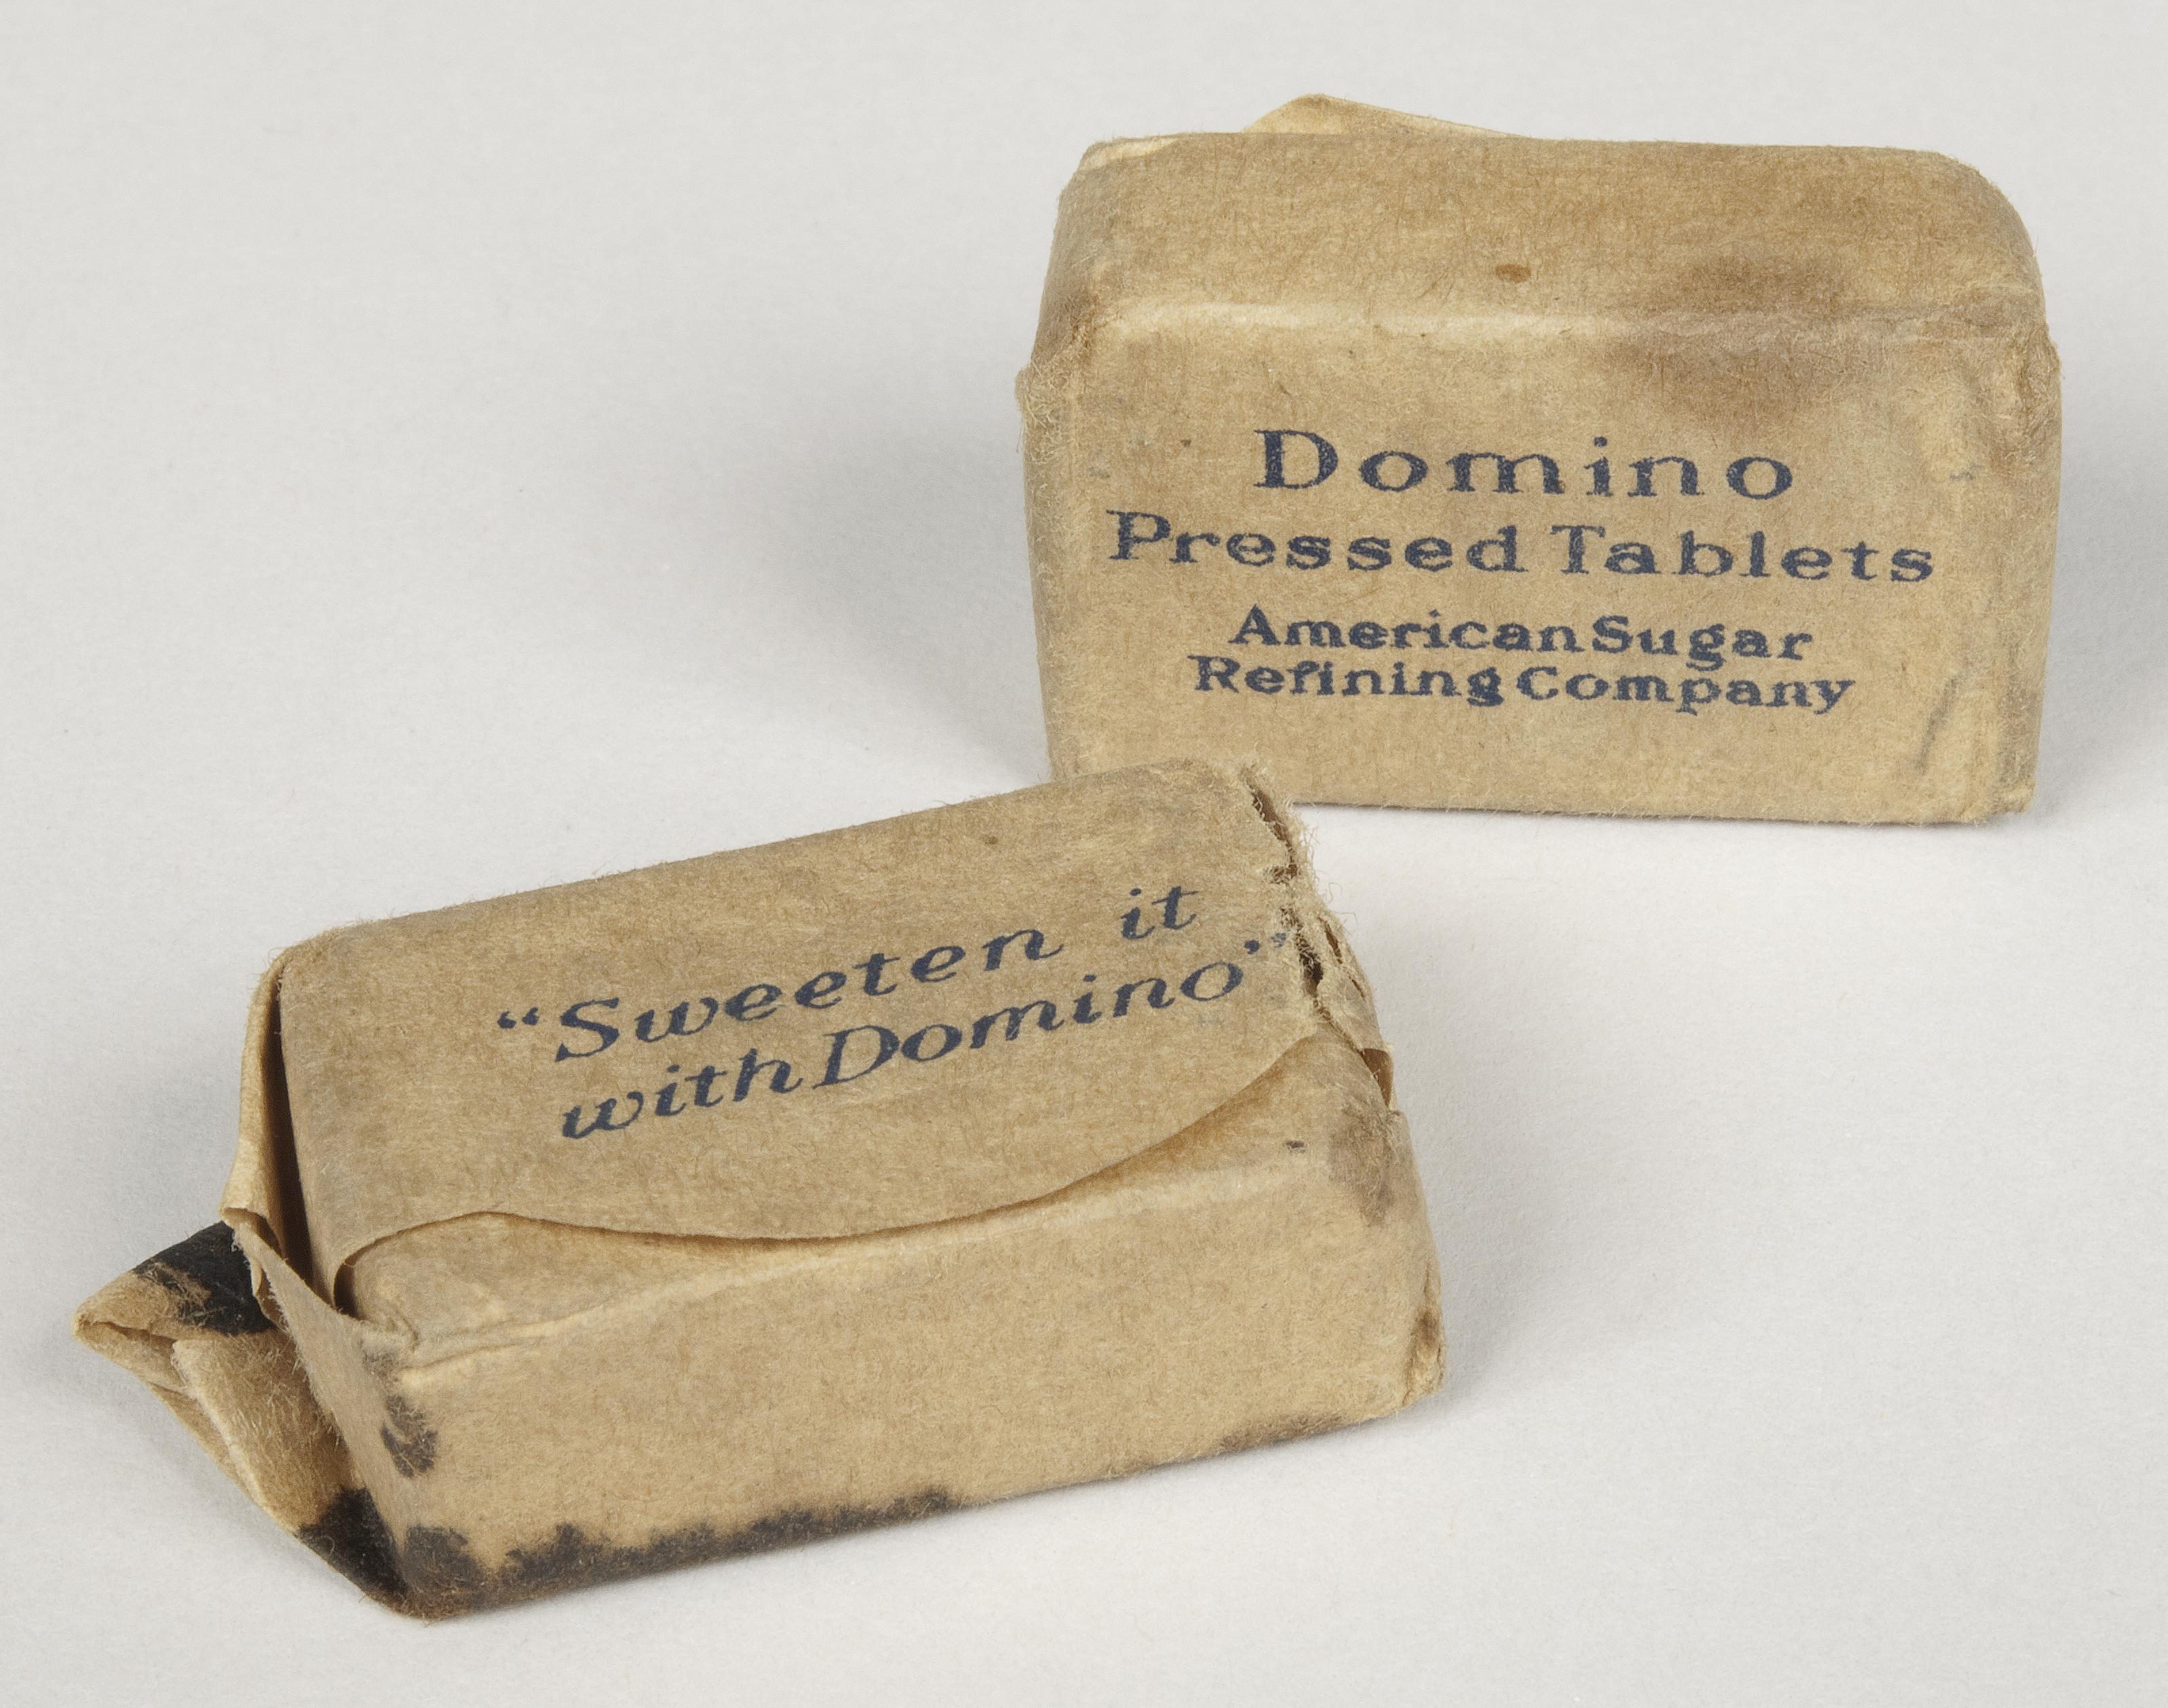 Domino
Pressed Tablets
American Sugar
Refining Company
“Sweeten it
with Domino”